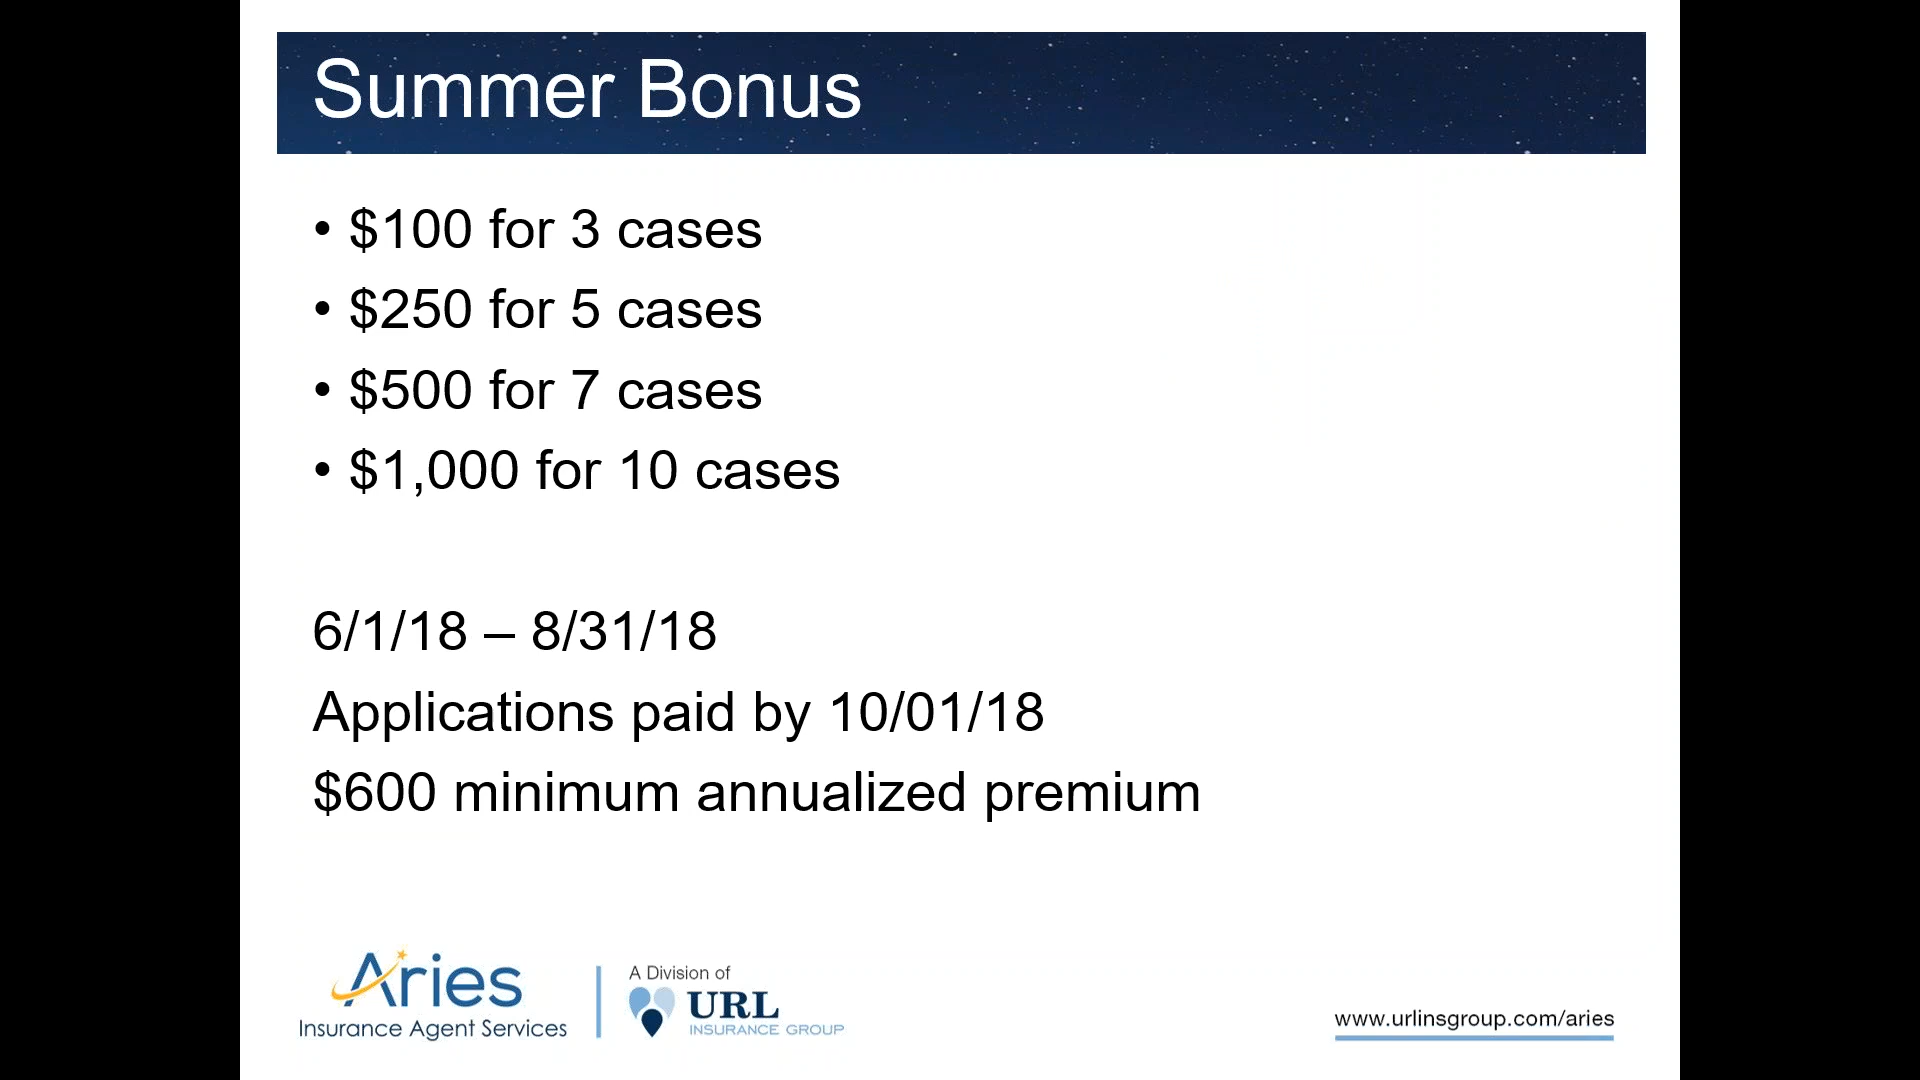 Summer Bonus
• $100 for 3 cases
• $250 for 5 cases
• $500 for 7 cases
• $1,000 for 10 cases
6/1/18 – 8/31/18
Applications paid by 10/01/18
$600 minimum annualized premium
Aries
Insurance Agent Services
A Division of
URL
INSURANCE GROUP
www.urlinsgroup.com/aries